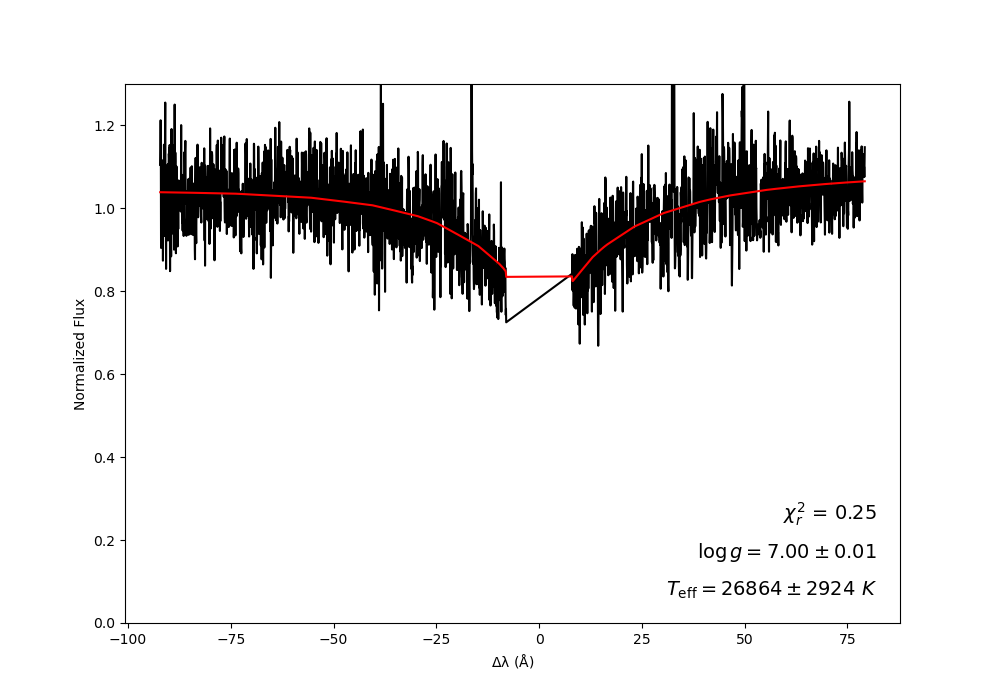 1.2
1.0
0.8
0.6
0.4
0.2
0.0
Normalized Flux
χ²ᵣ = 0.25
log g = 7.00 ± 0.01
T_eff = 26864 ± 2924 K
−100 −75 −50 −25 0 25 50 75
Δλ (Å)